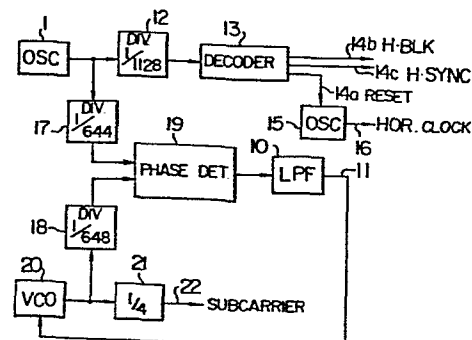 1
OSC
12
DIV.
1/1128
13
DECODER
14b H·BLK
14c H·SYNC
14a RESET
15
OSC
16
HOR. CLOCK
17
DIV
1/644
19
PHASE DET.
10
LPF
11
18
DIV
1/648
20
VCO
21
1/4
22
SUBCARRIER